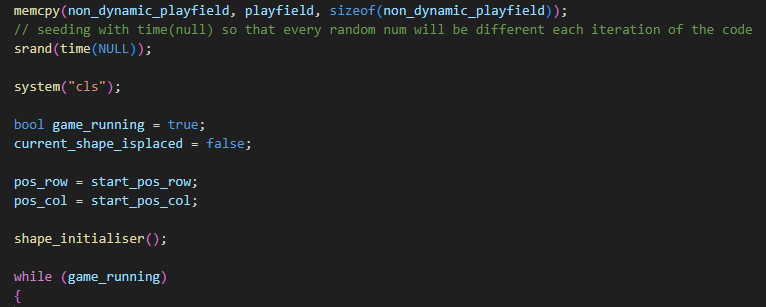 memcpy(non_dynamic_playfield, playfield, sizeof(non_dynamic_playfield));
// seeding with time(null) so that every random num will be different each iteration of the code
srand(time(NULL));
system("cls");
bool game_running = true;
current_shape_isplaced = false;
pos_row = start_pos_row;
pos_col = start_pos_col;
shape_initialiser();
while (game_running)
{